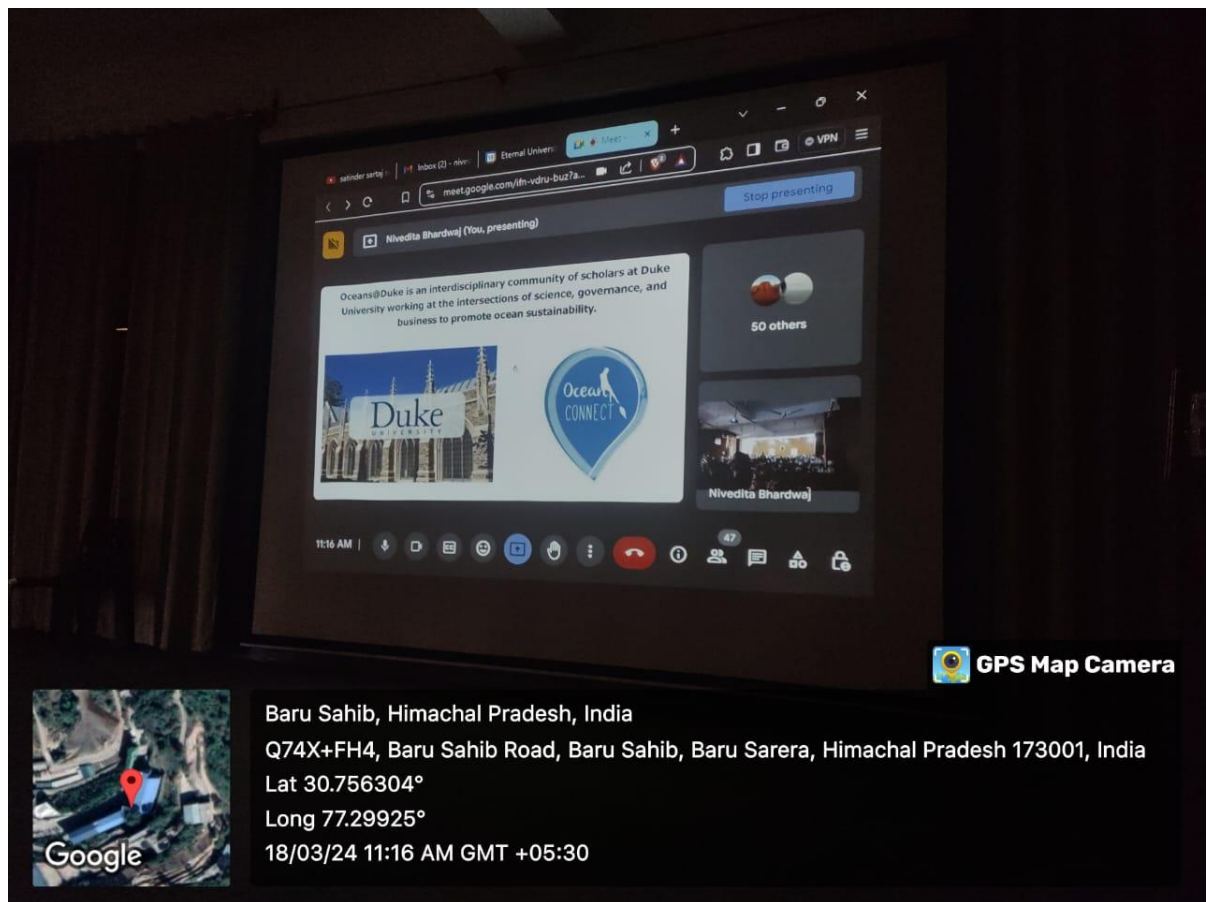 satinder sartaj
Inbox (2) - nive
Eternal Univers
Meet -
meet.google.com/ifn-vdru-buz?a...
VPN
Nivedita Bhardwaj (You, presenting)
Stop presenting
Oceans@Duke is an interdisciplinary community of scholars at Duke
University working at the intersections of science, governance, and
business to promote ocean sustainability.
Duke
UNIVERSITY
Ocean
CONNECT
50 others
Nivedita Bhardwaj
11:16 AM
47
GPS Map Camera
Baru Sahib, Himachal Pradesh, India
Q74X+FH4, Baru Sahib Road, Baru Sahib, Baru Sarera, Himachal Pradesh 173001, India
Lat 30.756304°
Long 77.29925°
18/03/24 11:16 AM GMT +05:30
Google